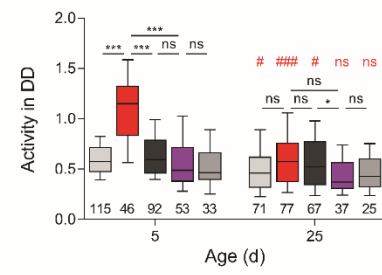 2.0
1.5
1.0
0.5
0.0
Activity in DD
***
*** *** ns ns
# ### # ns ns
ns
ns ns * ns
115 46 92 53 33
71 77 67 37 25
5 25
Age (d)